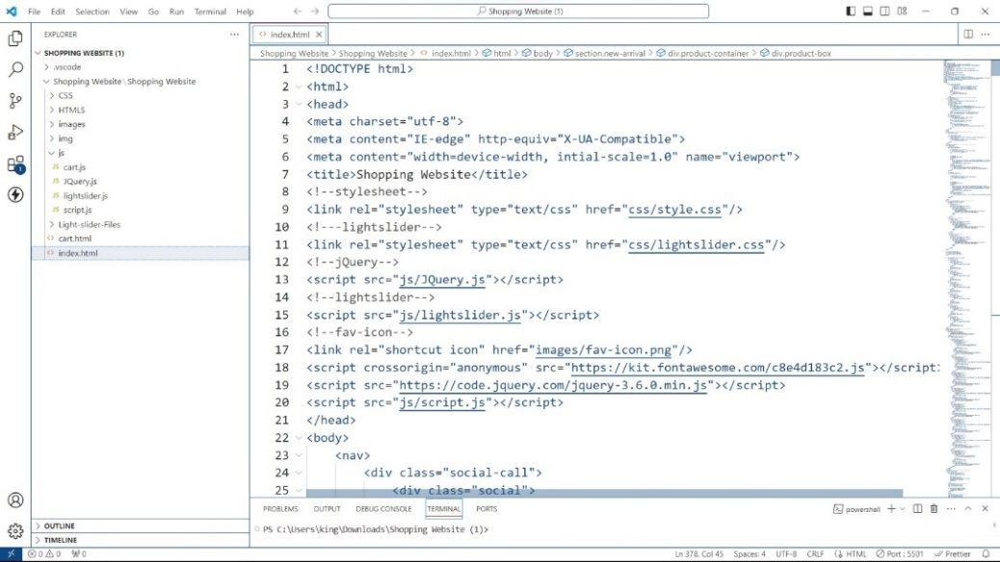 File Edit Selection View Go Run Terminal Help
Shopping Website (1)
EXPLORER
SHOPPING WEBSITE (1)
.vscode
Shopping Website \ Shopping Website
CSS
HTMLS
images
img
js
JS cart.js
JS JQuery.js
JS lightslider.js
JS script.js
Light-slider-Files
<> cart.html
<> index.html
OUTLINE
TIMELINE
1
<> index.html
Shopping Website > Shopping Website > <> index.html > html > body > section.new-arrival > div.product-container > div.product-box
1 <!DOCTYPE html>
2 <html>
3 <head>
4 <meta charset="utf-8">
5 <meta content="IE-edge" http-equiv="X-UA-Compatible">
6 <meta content="width=device-width, intial-scale=1.0" name="viewport">
7 <title>Shopping Website</title>
8 <!--stylesheet-->
9 <link rel="stylesheet" type="text/css" href="css/style.css"/>
10 <!---lightslider-->
11 <link rel="stylesheet" type="text/css" href="css/lightslider.css"/>
12 <!--jQuery-->
13 <script src="js/JQuery.js"></script>
14 <!--lightslider-->
15 <script src="js/lightslider.js"></script>
16 <!--fav-icon-->
17 <link rel="shortcut icon" href="images/fav-icon.png"/>
18 <script crossorigin="anonymous" src="https://kit.fontawesome.com/c8e4d183c2.js"></script>
19 <script src="https://code.jquery.com/jquery-3.6.0.min.js"></script>
20 <script src="js/script.js"></script>
21 </head>
22 <body>
23 <nav>
24 <div class="social-call">
25 <div class="social">
PROBLEMS OUTPUT DEBUG CONSOLE TERMINAL PORTS
powershell
PS C:\Users\king\Downloads\Shopping Website (1)>
0 0 0 Ln 378, Col 45 Spaces: 4 UTF-8 CRLF HTML Port : 5501 Prettier